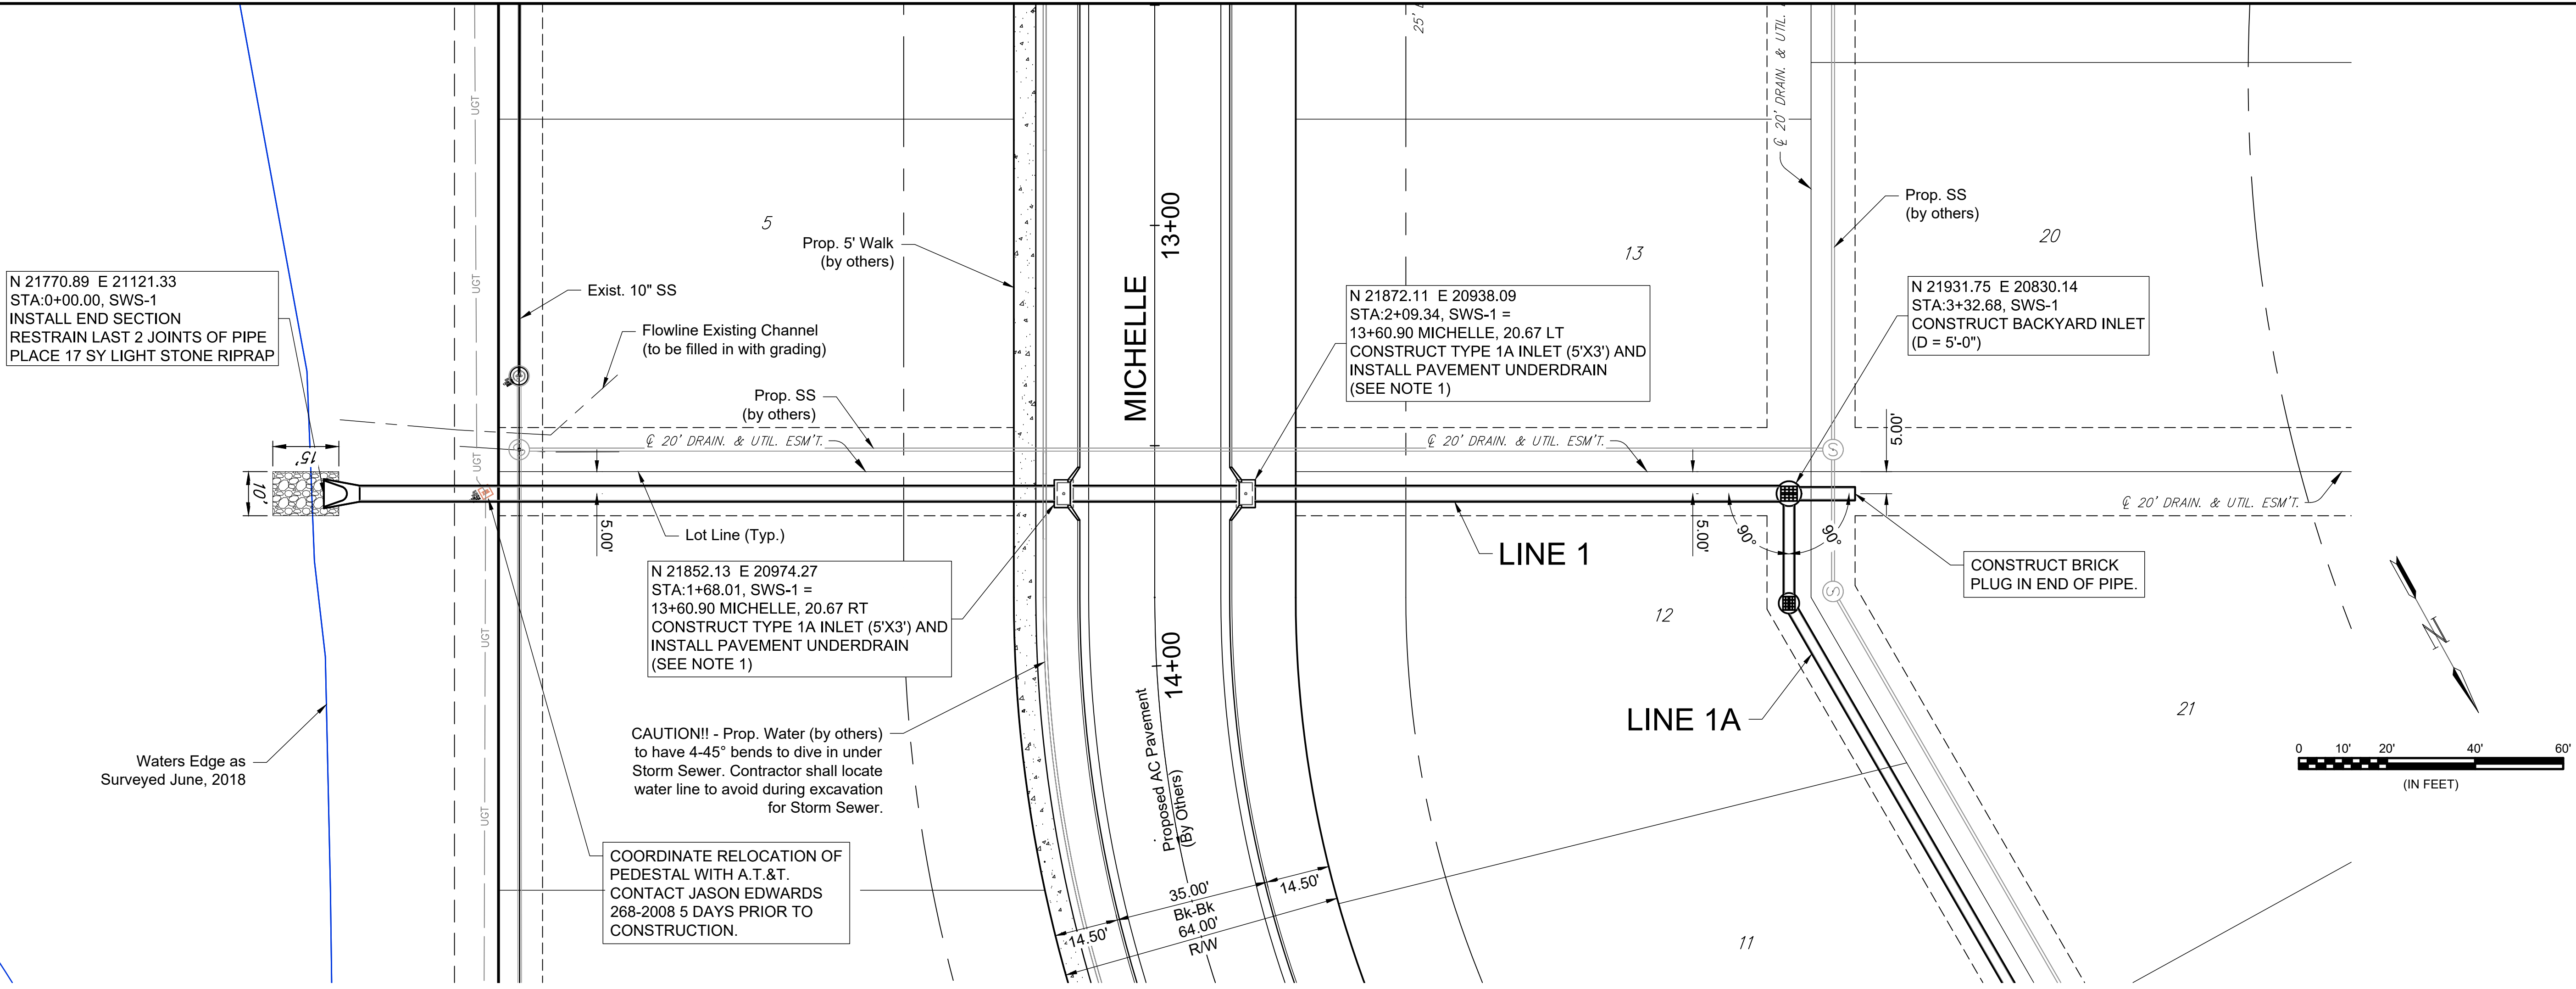 25'
℄ 20' DRAIN. & UTIL.
UGT
13+00
5
Prop. 5' Walk
(by others)
13
Prop. SS
(by others)
20
N 21770.89 E 21121.33
STA:0+00.00, SWS-1
INSTALL END SECTION
RESTRAIN LAST 2 JOINTS OF PIPE
PLACE 17 SY LIGHT STONE RIPRAP
UGT
Exist. 10" SS
Flowline Existing Channel
(to be filled in with grading)
MICHELLE
N 21872.11 E 20938.09
STA:2+09.34, SWS-1 =
13+60.90 MICHELLE, 20.67 LT
CONSTRUCT TYPE 1A INLET (5'X3') AND
INSTALL PAVEMENT UNDERDRAIN
(SEE NOTE 1)
N 21931.75 E 20830.14
STA:3+32.68, SWS-1
CONSTRUCT BACKYARD INLET
(D = 5'-0")
Prop. SS
(by others)
℄ 20' DRAIN. & UTIL. ESM'T.
℄ 20' DRAIN. & UTIL. ESM'T.
S
S
5.00'
15'
10'
UGT
℄ 20' DRAIN. & UTIL. ESM'T.
5.00'
Lot Line (Typ.)
5.00'
90°
90°
LINE 1
N 21852.13 E 20974.27
STA:1+68.01, SWS-1 =
13+60.90 MICHELLE, 20.67 RT
CONSTRUCT TYPE 1A INLET (5'X3') AND
INSTALL PAVEMENT UNDERDRAIN
(SEE NOTE 1)
CONSTRUCT BRICK
PLUG IN END OF PIPE.
S
12
UGT
14+00
N
LINE 1A
21
Waters Edge as
Surveyed June, 2018
CAUTION!! - Prop. Water (by others)
to have 4-45° bends to dive in under
Storm Sewer. Contractor shall locate
water line to avoid during excavation
for Storm Sewer.
Proposed AC Pavement
(By Others)
0 10' 20' 40' 60'
(IN FEET)
UGT
COORDINATE RELOCATION OF
PEDESTAL WITH A.T.&T.
CONTACT JASON EDWARDS
268-2008 5 DAYS PRIOR TO
CONSTRUCTION.
14.50'
35.00'
Bk-Bk
14.50'
64.00'
R/W
11